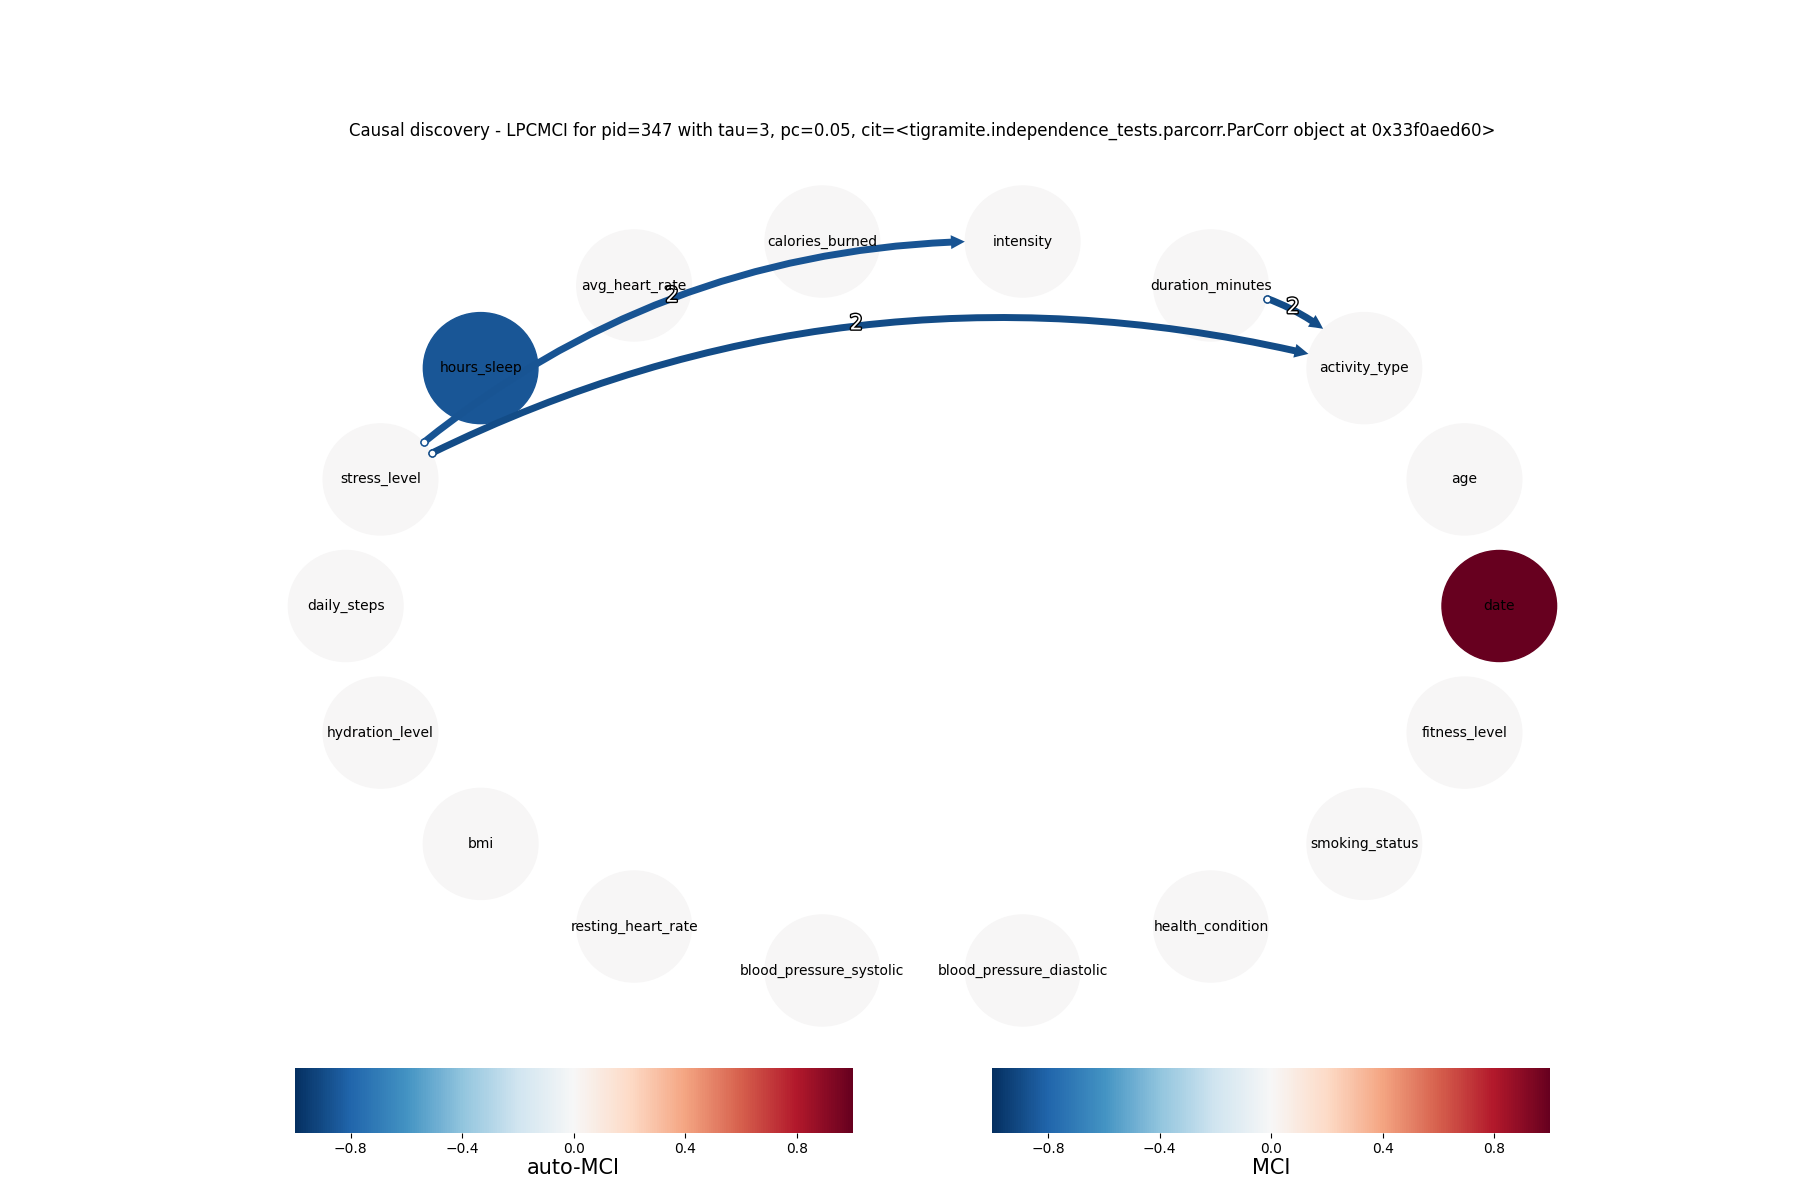 Causal discovery - LPCMCI for pid=347 with tau=3, pc=0.05, cit=<tigramite.independence_tests.parcorr.ParCorr object at 0x33f0aed60>
calories_burned
intensity
avg_heart_rate
duration_minutes
2
2
2
hours_sleep
activity_type
stress_level
age
daily_steps
date
hydration_level
fitness_level
bmi
smoking_status
resting_heart_rate
health_condition
blood_pressure_systolic
blood_pressure_diastolic
−0.8 −0.4 0.0 0.4 0.8
auto-MCI
−0.8 −0.4 0.0 0.4 0.8
MCI